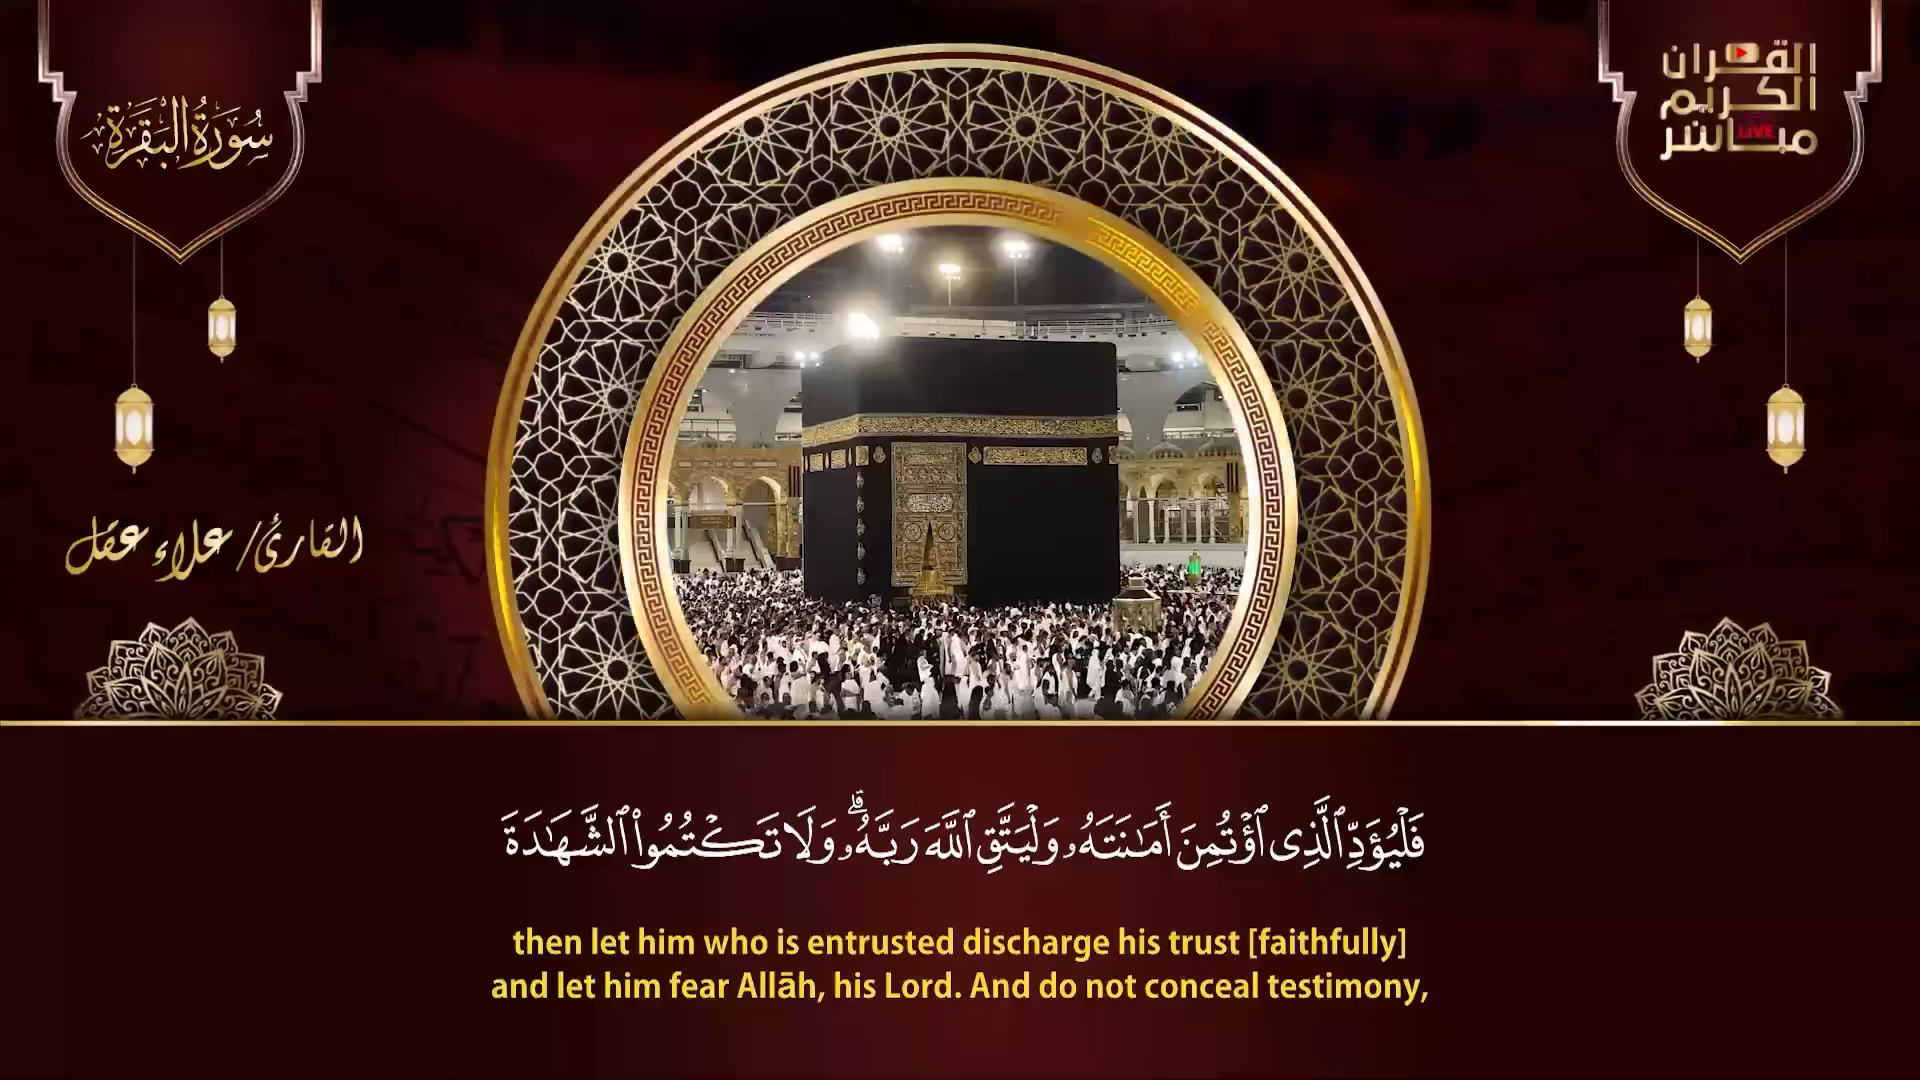 سُورَةُ البَقَرَةِ
القرآن
الكريم
مباشر
LIVE
القارئ/ علاء عقل
فَلْيُؤَدِّ ٱلَّذِى ٱؤْتُمِنَ أَمَـٰنَتَهُۥ وَلْيَتَّقِ ٱللَّهَ رَبَّهُۥ ۗ وَلَا تَكْتُمُوا۟ ٱلشَّهَـٰدَةَ
then let him who is entrusted discharge his trust [faithfully]
and let him fear Allāh, his Lord. And do not conceal testimony,